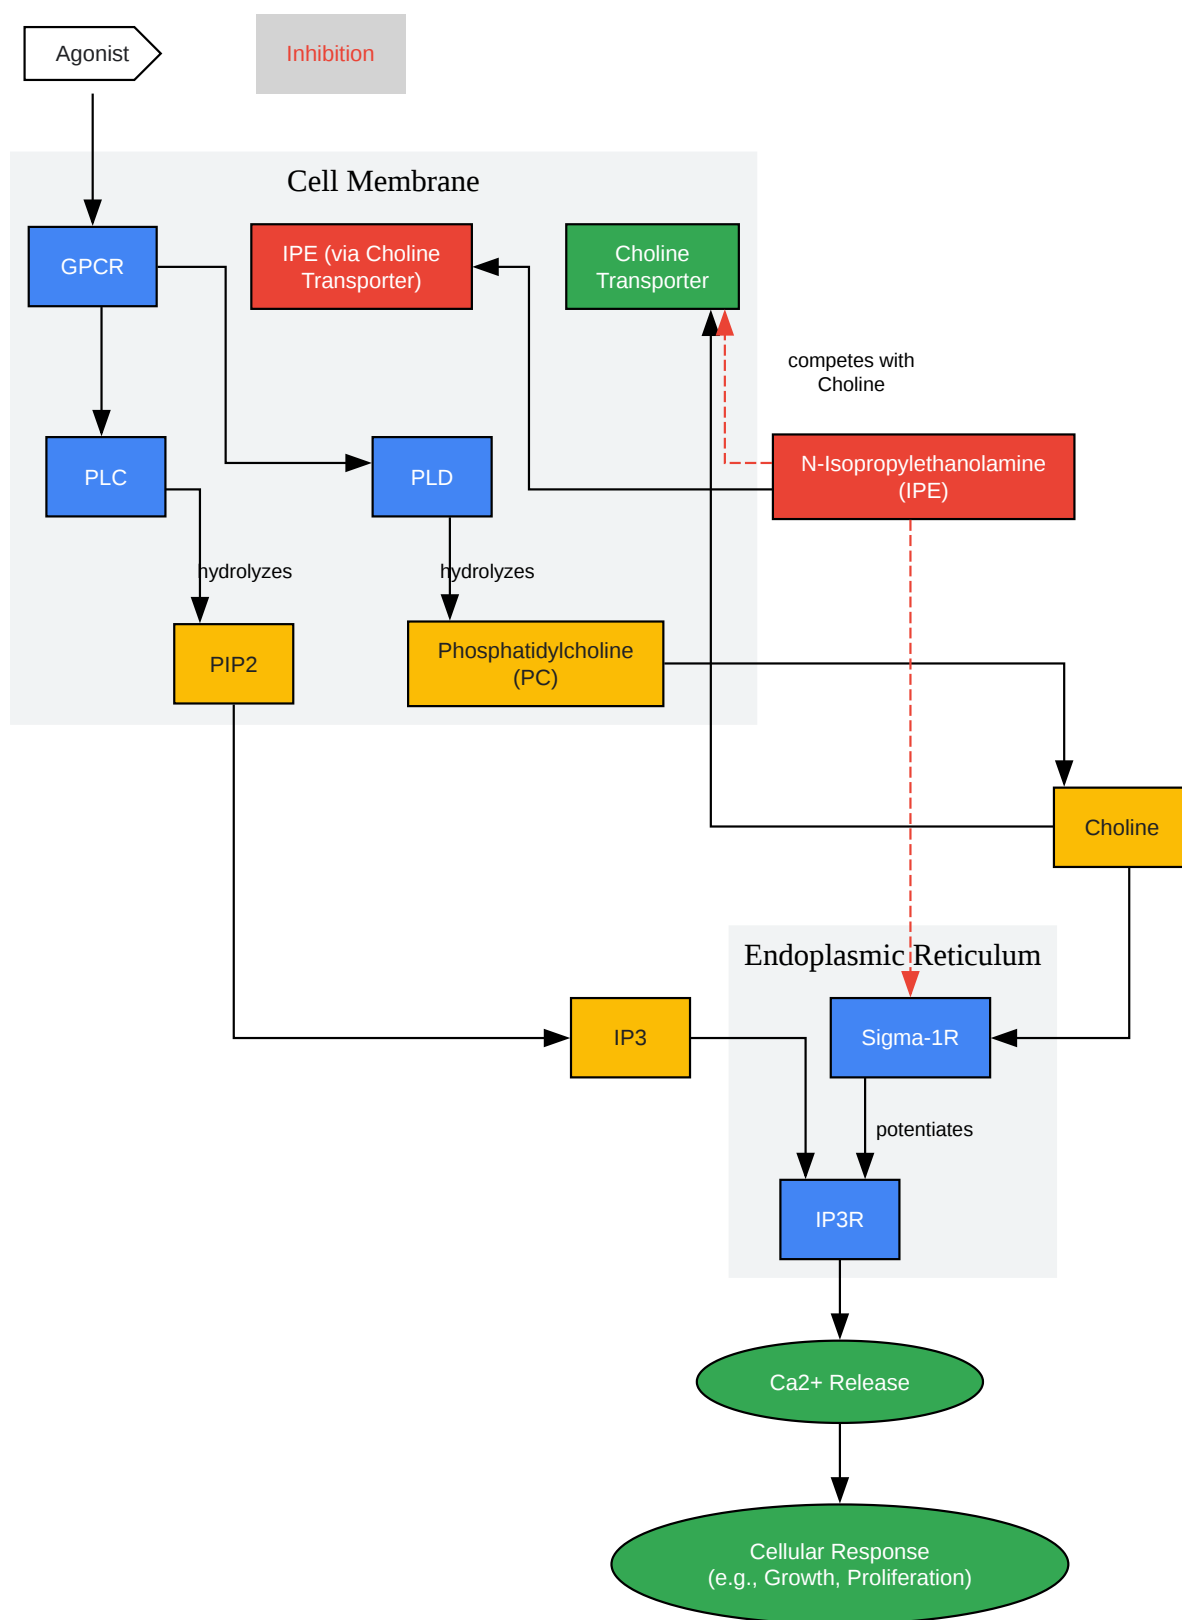 Agonist
Inhibition
Cell Membrane
GPCR
IPE (via Choline
Transporter)
Choline
Transporter
competes with
Choline
PLC
PLD
N-Isopropylethanolamine
(IPE)
hydrolyzes
hydrolyzes
PIP2
Phosphatidylcholine
(PC)
Choline
Endoplasmic Reticulum
IP3
Sigma-1R
potentiates
IP3R
Ca2+ Release
Cellular Response
(e.g., Growth, Proliferation)